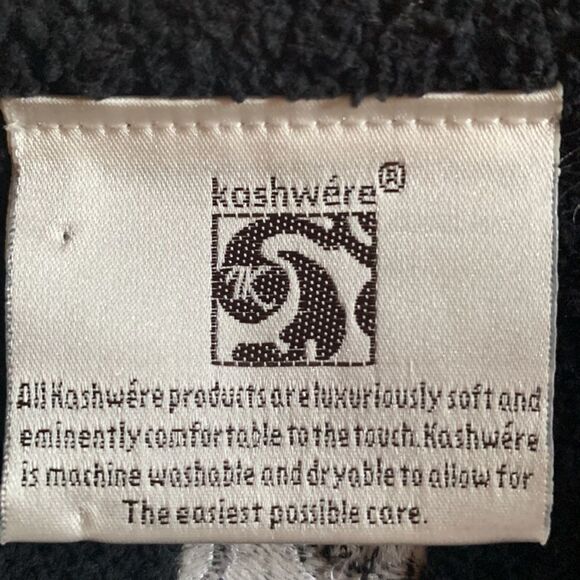 kashwére®
K
All Kashwére products are luxuriously soft and
eminently comfortable to the touch. Kashwére
is machine washable and dryable to allow for
The easiest possible care.